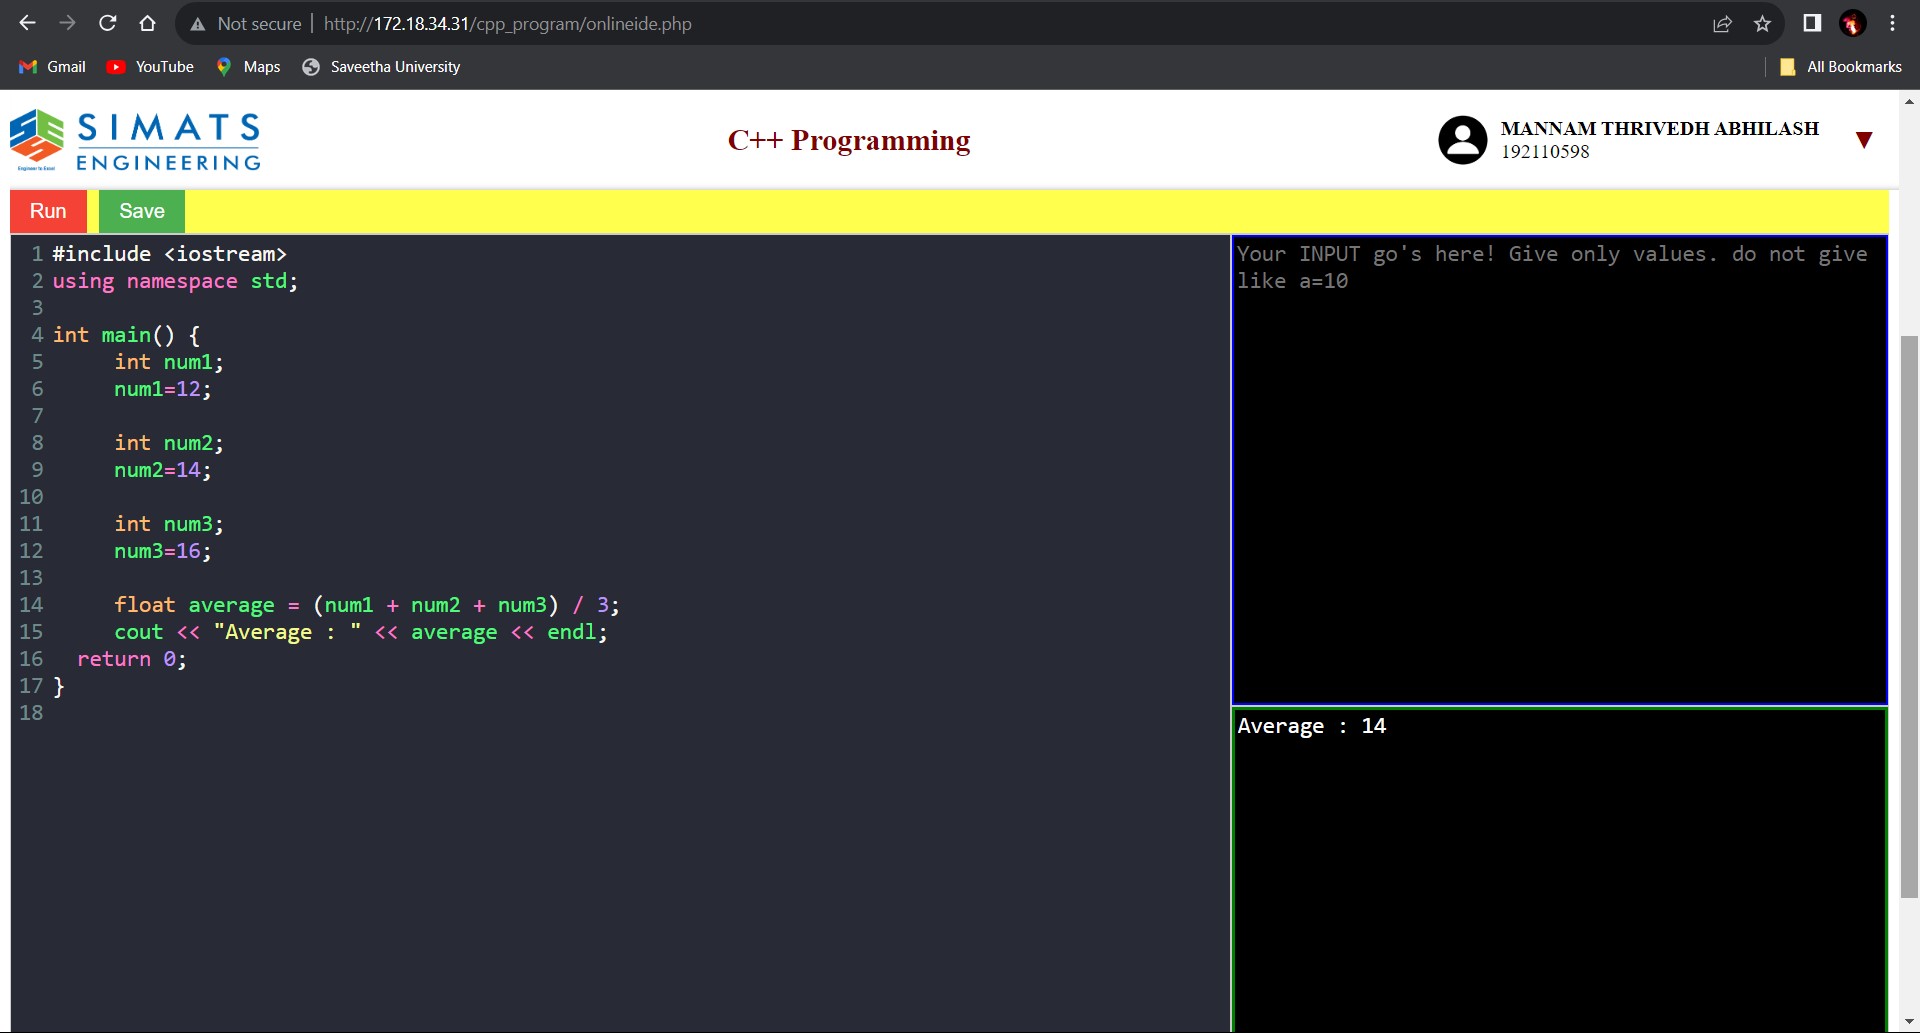 Not secure http://172.18.34.31/cpp_program/onlineide.php
Gmail YouTube Maps Saveetha University All Bookmarks
SIMATS
ENGINEERING
Engineer to Excel
C++ Programming
MANNAM THRIVEDH ABHILASH
192110598
Run Save
1 #include <iostream>
2 using namespace std;
3
4 int main() {
5      int num1;
6      num1=12;
7
8      int num2;
9      num2=14;
10
11      int num3;
12      num3=16;
13
14      float average = (num1 + num2 + num3) / 3;
15      cout << "Average : " << average << endl;
16   return 0;
17 }
18
Your INPUT go's here! Give only values. do not give
like a=10
Average : 14